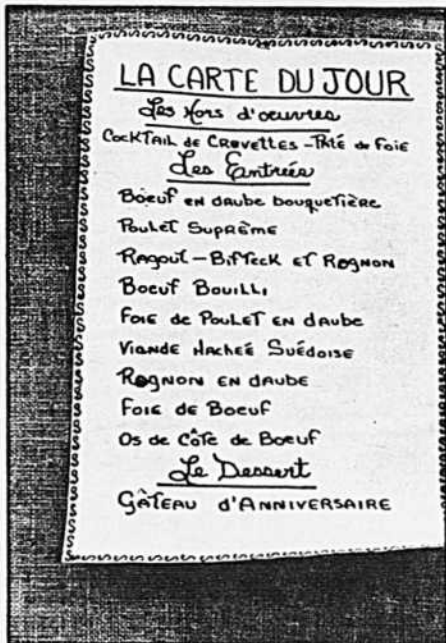 LA CARTE DU JOUR
Les Hors d'oeuvres
COCKTAIL de CREVETTES - PÂTÉ de FOIE
Les Entrées
BOEUF EN DAUBE BOUQUETIÈRE
POULET SUPRÊME
RAGOUT - BIFTECK ET ROGNON
BOEUF BOUILLI
FOIE DE POULET EN DAUBE
VIANDE HACHEÉ SUÉDOISE
ROGNON EN DAUBE
FOIE DE BOEUF
OS DE CÔTE DE BOEUF
Le Dessert
GÂTEAU d'ANNIVERSAIRE